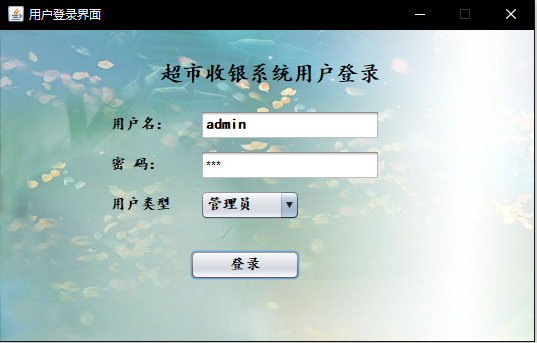 用户登录界面
超市收银系统用户登录
用户名: admin
密 码: ***
用户类型 管理员
登录